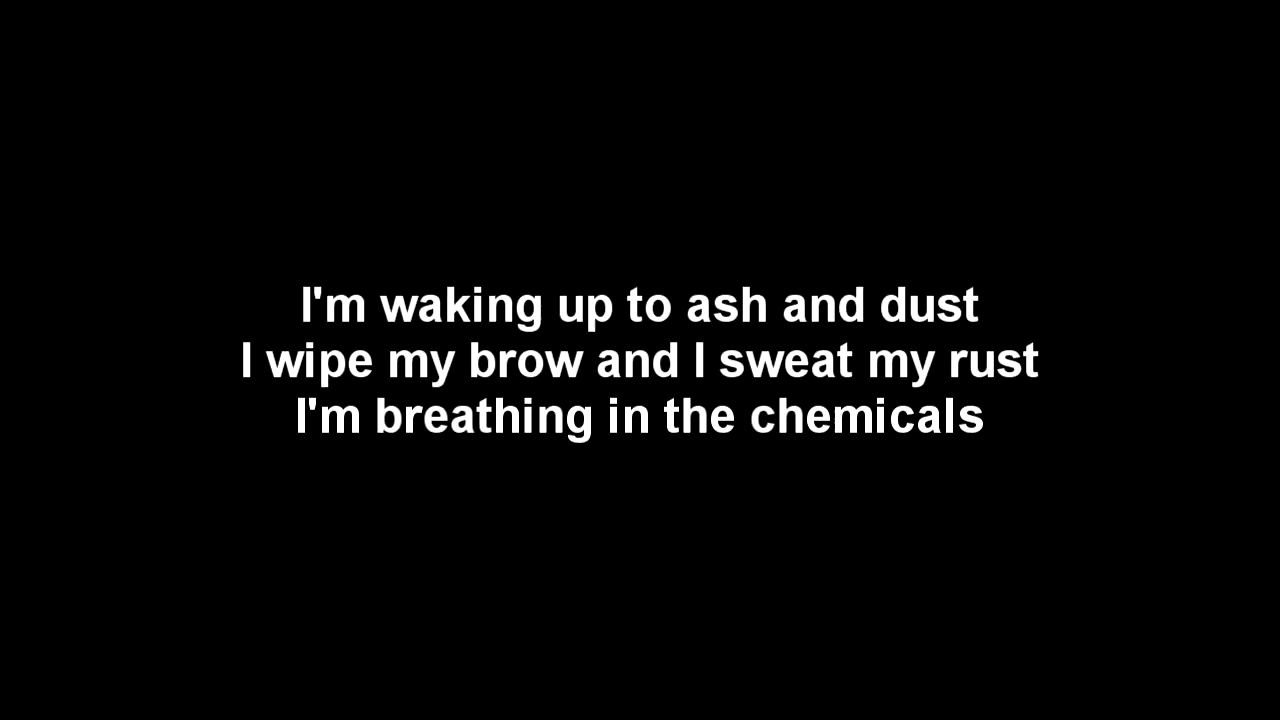 I'm waking up to ash and dust
I wipe my brow and I sweat my rust
I'm breathing in the chemicals